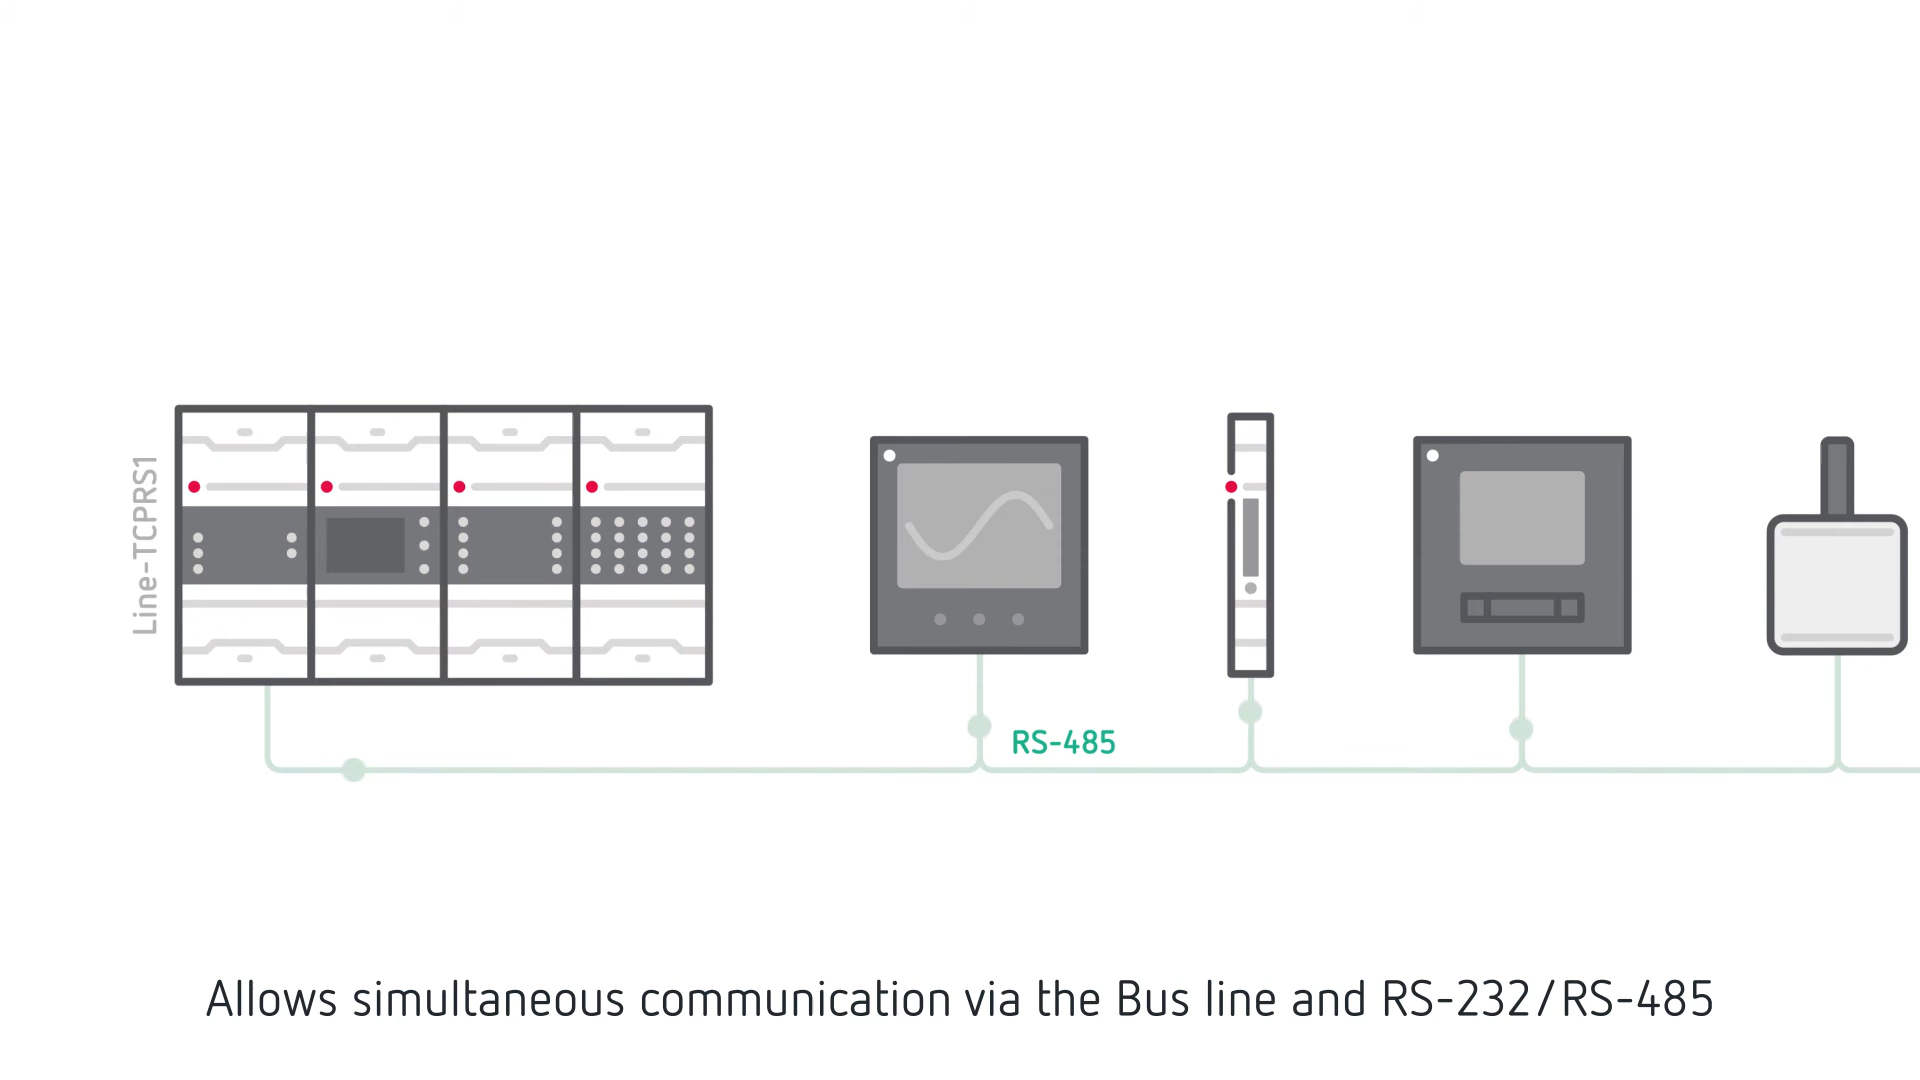 Line-TCPRS1
RS-485
Allows simultaneous communication via the Bus line and RS-232/RS-485